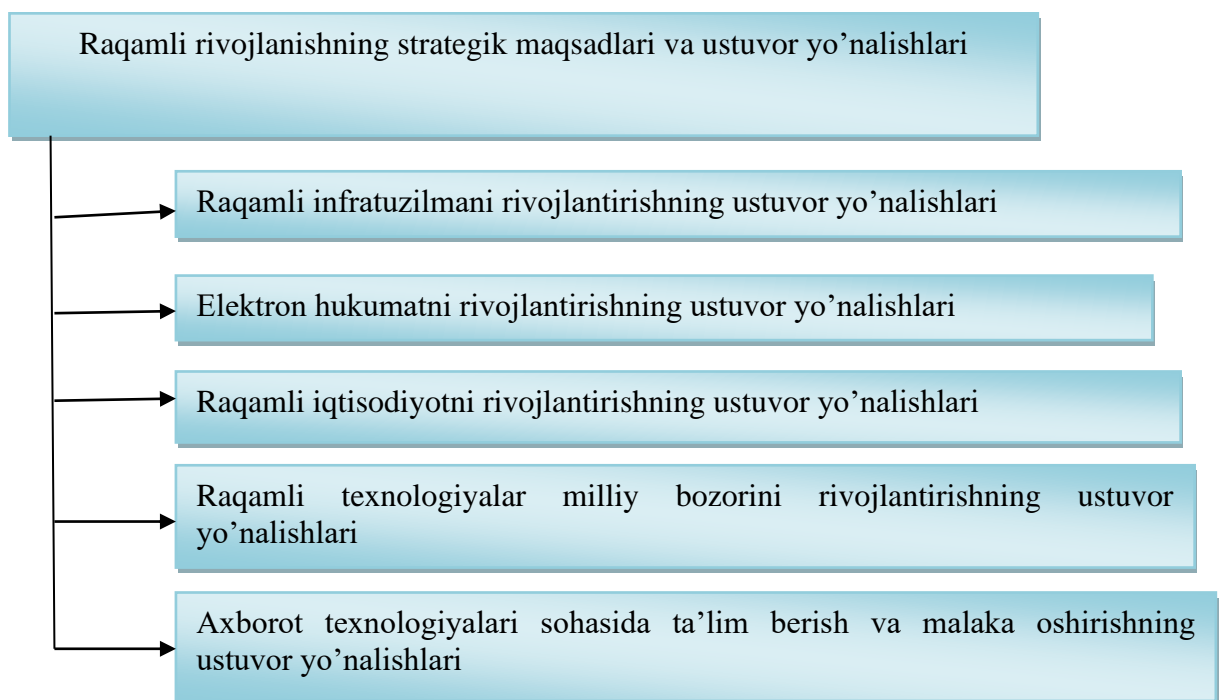 Raqamli rivojlanishning strategik maqsadlari va ustuvor yo’nalishlari
Raqamli infratuzilmani rivojlantirishning ustuvor yo’nalishlari
Elektron hukumatni rivojlantirishning ustuvor yo’nalishlari
Raqamli iqtisodiyotni rivojlantirishning ustuvor yo’nalishlari
Raqamli texnologiyalar milliy bozorini rivojlantirishning ustuvor
yo’nalishlari
Axborot texnologiyalari sohasida ta’lim berish va malaka oshirishning
ustuvor yo’nalishlari